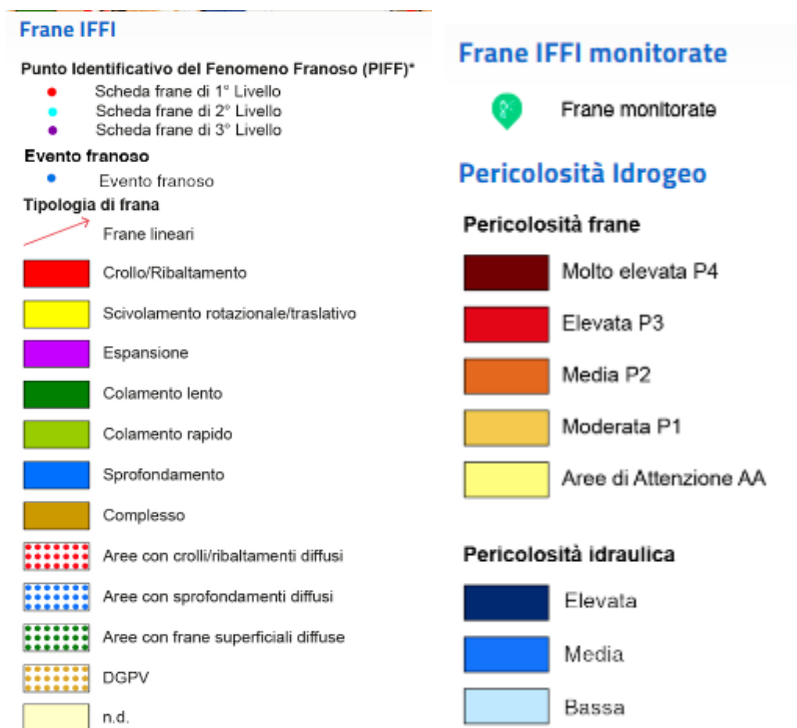 Frane IFFI
Punto Identificativo del Fenomeno Franoso (PIFF)*
Scheda frane di 1° Livello
Scheda frane di 2° Livello
Scheda frane di 3° Livello
Evento franoso
Evento franoso
Tipologia di frana
Frane lineari
Crollo/Ribaltamento
Scivolamento rotazionale/traslativo
Espansione
Colamento lento
Colamento rapido
Sprofondamento
Complesso
Aree con crolli/ribaltamenti diffusi
Aree con sprofondamenti diffusi
Aree con frane superficiali diffuse
DGPV
n.d.
Frane IFFI monitorate
Frane monitorate
Pericolosità Idrogeo
Pericolosità frane
Molto elevata P4
Elevata P3
Media P2
Moderata P1
Aree di Attenzione AA
Pericolosità idraulica
Elevata
Media
Bassa